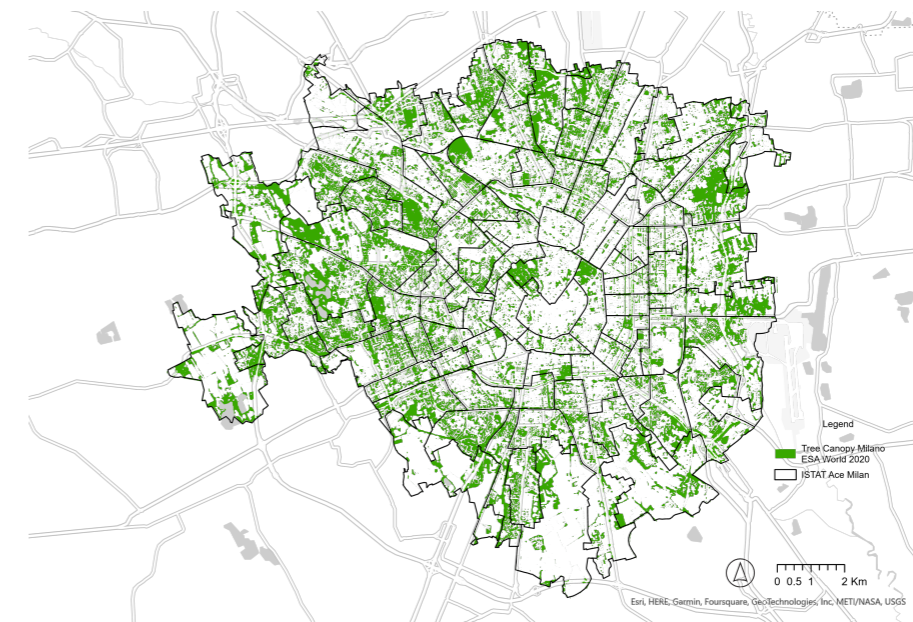 Legend
Tree Canopy Milano
ESA World 2020
ISTAT Ace Milan
0 0.5 1 2 Km
Esri, HERE, Garmin, Foursquare, GeoTechnologies, Inc, METI/NASA, USGS